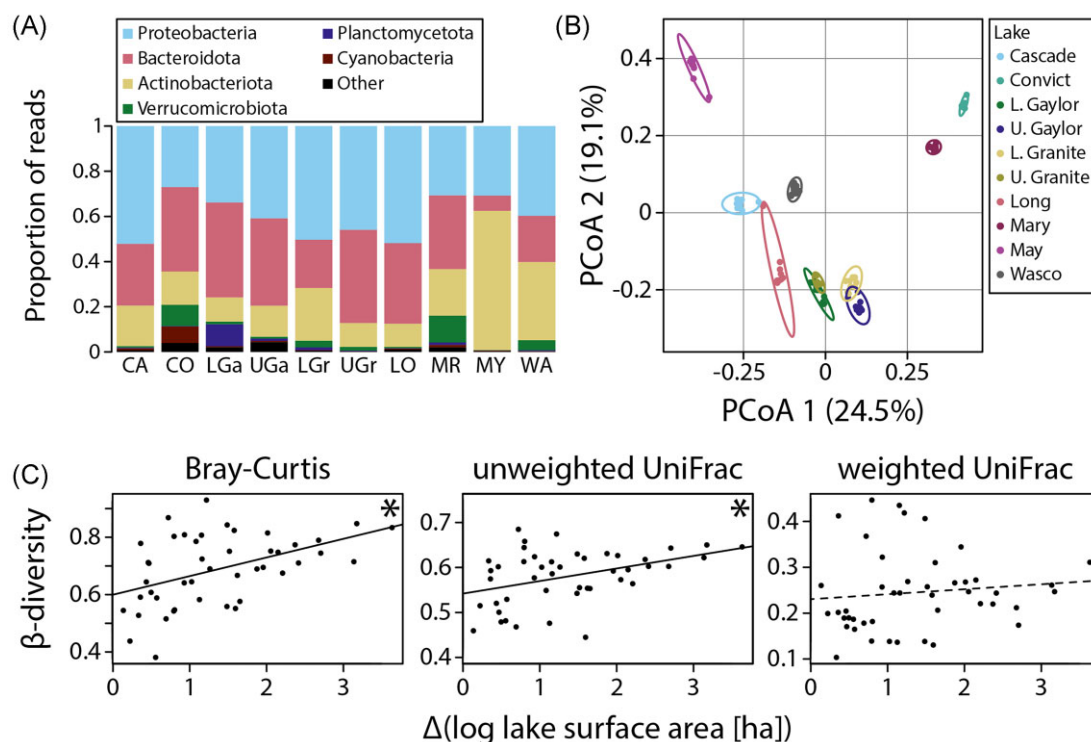 (A)
Proteobacteria
Planctomycetota
Bacteroidota
Cyanobacteria
Actinobacteriota
Other
Verrucomicrobiota
Proportion of reads
1
0.8
0.6
0.4
0.2
0
CA CO LGa UGa LGr UGr LO MR MY WA
(B)
PCoA 2 (19.1%)
0.4
0.2
0
-0.2
-0.25 0 0.25
PCoA 1 (24.5%)
Lake
Cascade
Convict
L. Gaylor
U. Gaylor
L. Granite
U. Granite
Long
Mary
May
Wasco
(C)
β-diversity
Bray-Curtis
*
0.8
0.6
0.4
0 1 2 3
unweighted UniFrac
*
0.7
0.6
0.5
0.4
0 1 2 3
weighted UniFrac
0.4
0.3
0.2
0.1
0 1 2 3
Δ(log lake surface area [ha])